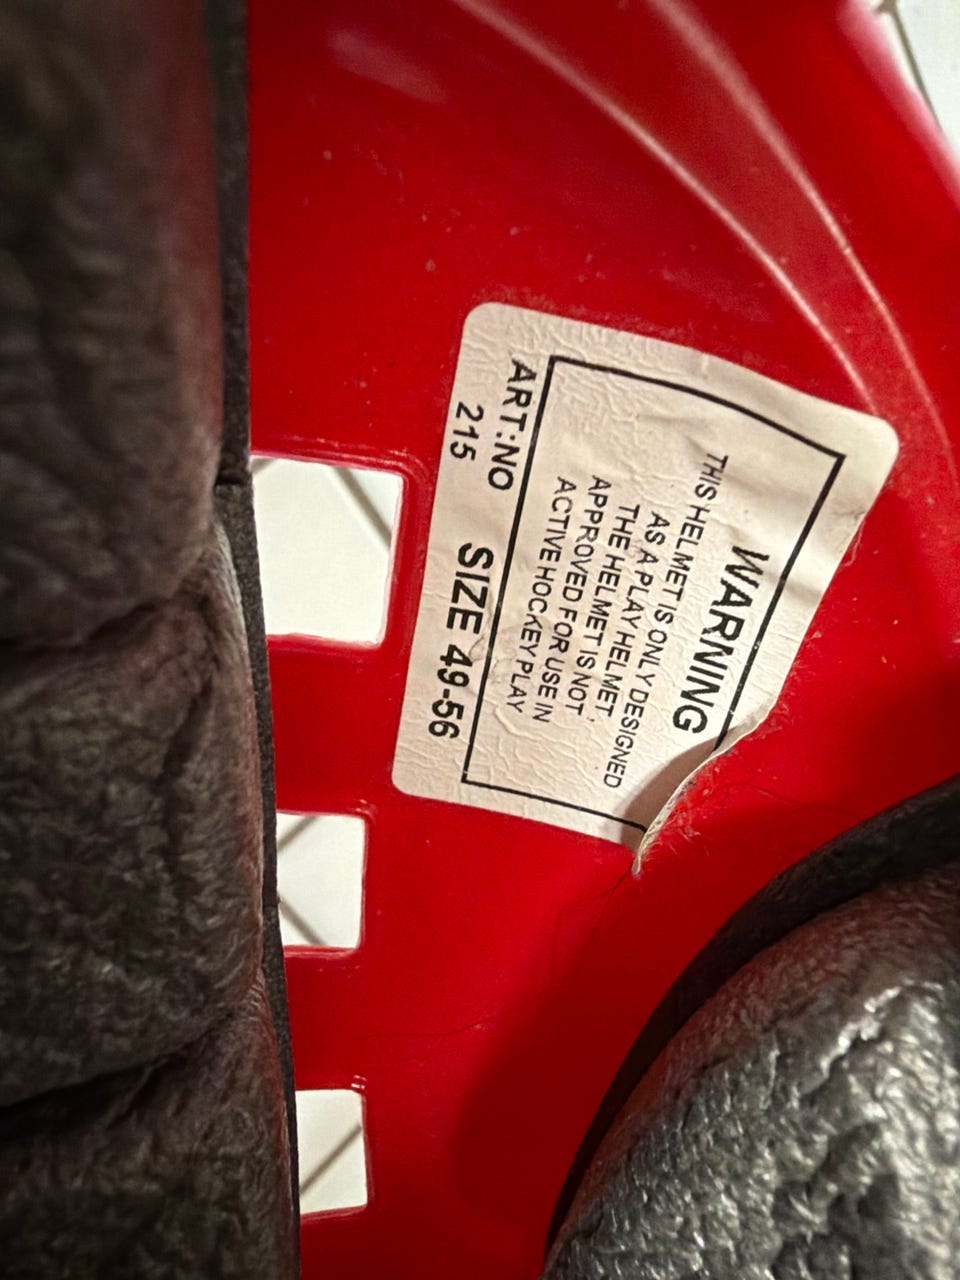 WARNING
THIS HELMET IS ONLY DESIGNED
AS A PLAY HELMET
THE HELMET IS NOT
APPROVED FOR USE IN
ACTIVE HOCKEY PLAY
ART:NO SIZE 49-56
215